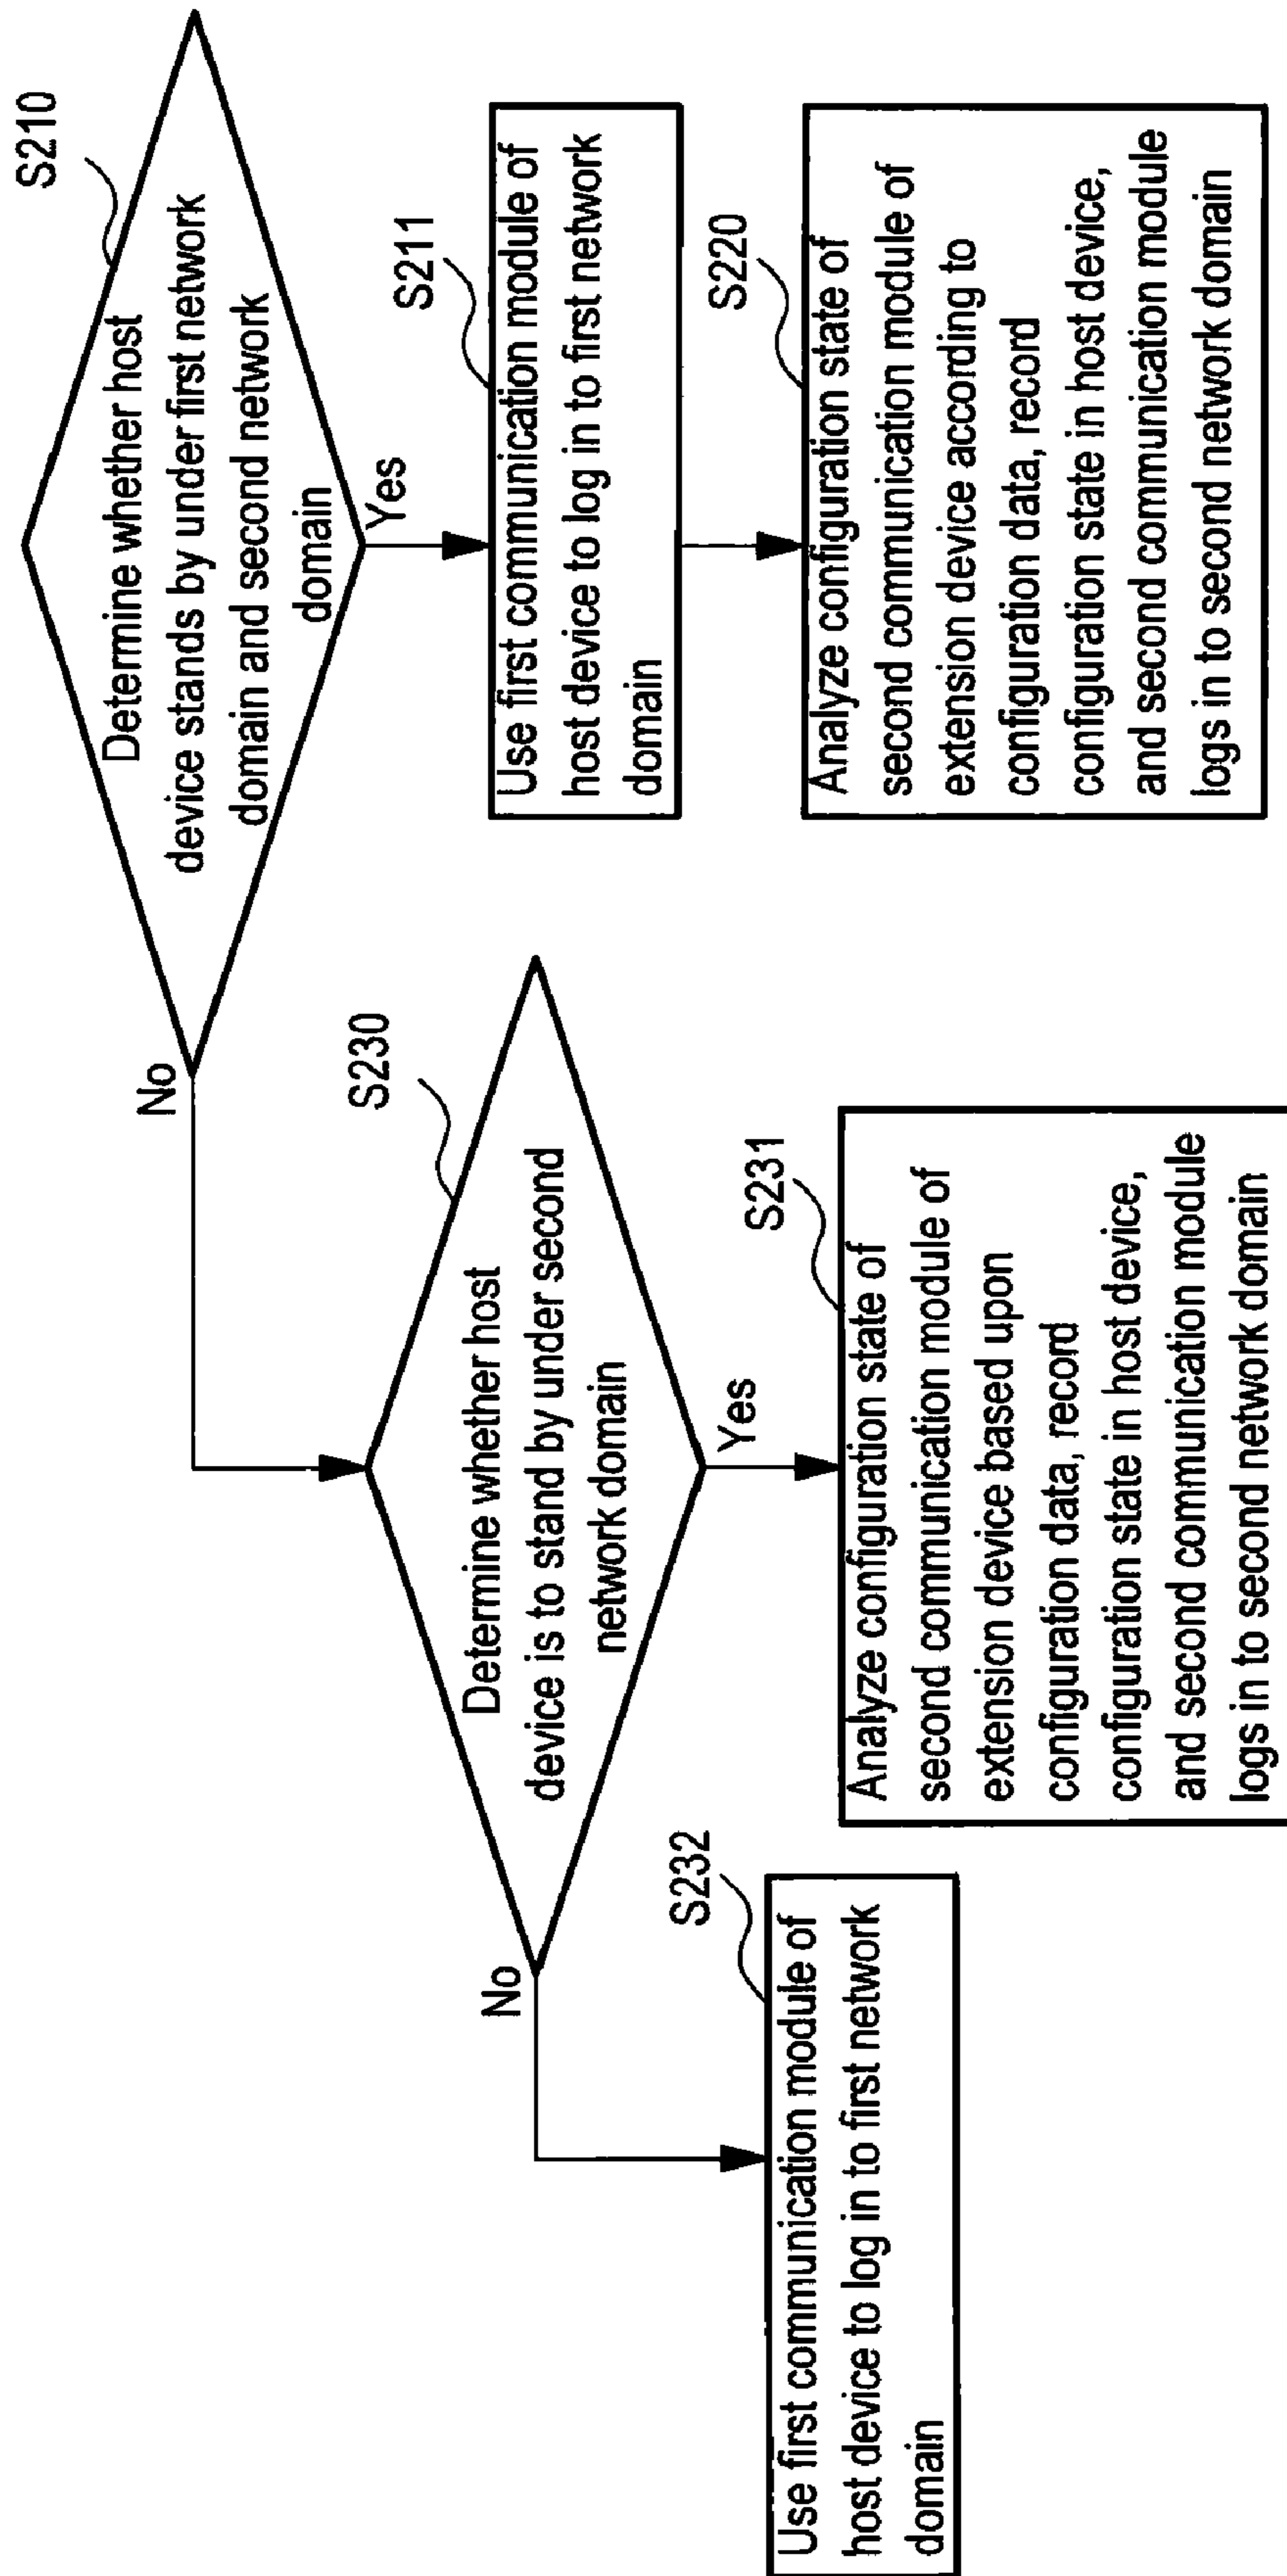 S210
Determine whether host
device stands by under first network
domain and second network
domain
Yes
No
S211
Use first communication module of
host device to log in to first network
domain
S220
Analyze configuration state of
second communication module of
extension device according to
configuration data, record
configuration state in host device,
and second communication module
logs in to second network domain
S230
Determine whether host
device is to stand by under second
network domain
Yes
No
S231
Analyze configuration state of
second communication module of
extension device based upon
configuration data, record
configuration state in host device,
and second communication module
logs in to second network domain
S232
Use first communication module of
host device to log in to first network
domain